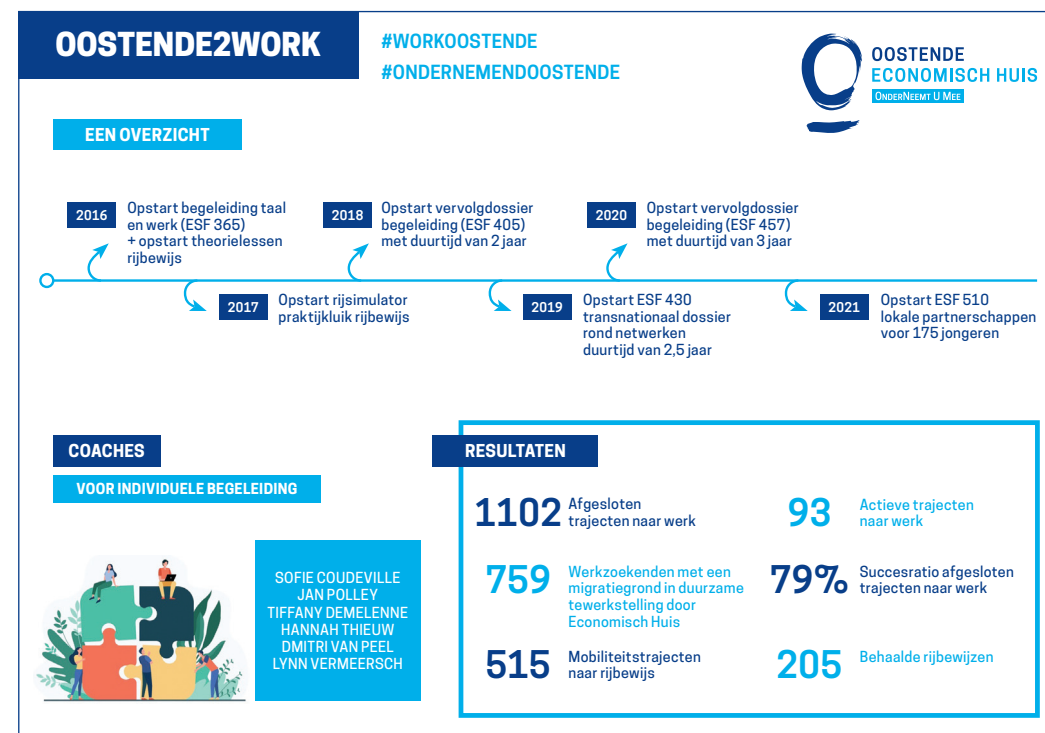 OOSTENDE2WORK
#WORKOOSTENDE
#ONDERNEMENDOOSTENDE
OOSTENDE
ECONOMISCH HUIS
ONDERNEEMT U MEE
EEN OVERZICHT
2016
Opstart begeleiding taal
en werk (ESF 365)
+ opstart theorielessen
rijbewijs
2017
Opstart rijsimulator
praktijkluik rijbewijs
2018
Opstart vervolgdossier
begeleiding (ESF 405)
met duurtijd van 2 jaar
2019
Opstart ESF 430
transnationaal dossier
rond netwerken
duurtijd van 2,5 jaar
2020
Opstart vervolgdossier
begeleiding (ESF 457)
met duurtijd van 3 jaar
2021
Opstart ESF 510
lokale partnerschappen
voor 175 jongeren
COACHES
VOOR INDIVIDUELE BEGELEIDING
SOFIE COUDEVILLE
JAN POLLEY
TIFFANY DEMELENNE
HANNAH THIEUW
DMITRI VAN PEEL
LYNN VERMEERSCH
RESULTATEN
1102
Afgesloten
trajecten naar werk
93
Actieve trajecten
naar werk
759
Werkzoekenden met een
migratiegrond in duurzame
tewerkstelling door
Economisch Huis
79%
Succesratio afgesloten
trajecten naar werk
515
Mobiliteitstrajecten
naar rijbewijs
205
Behaalde rijbewijzen